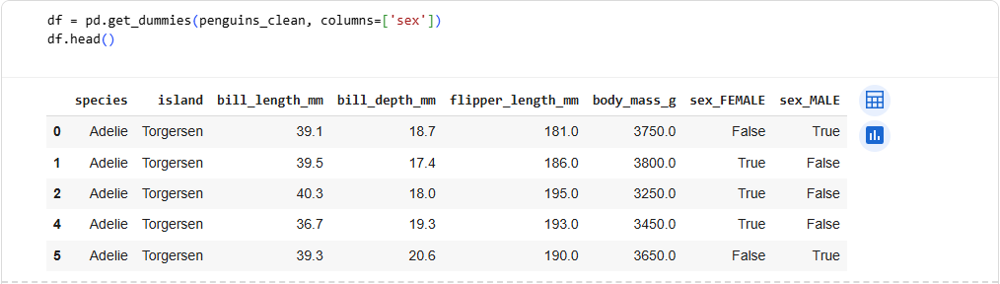 df = pd.get_dummies(penguins_clean, columns=['sex'])
df.head()
species island bill_length_mm bill_depth_mm flipper_length_mm body_mass_g sex_FEMALE sex_MALE
0 Adelie Torgersen 39.1 18.7 181.0 3750.0 False True
1 Adelie Torgersen 39.5 17.4 186.0 3800.0 True False
2 Adelie Torgersen 40.3 18.0 195.0 3250.0 True False
4 Adelie Torgersen 36.7 19.3 193.0 3450.0 True False
5 Adelie Torgersen 39.3 20.6 190.0 3650.0 False True